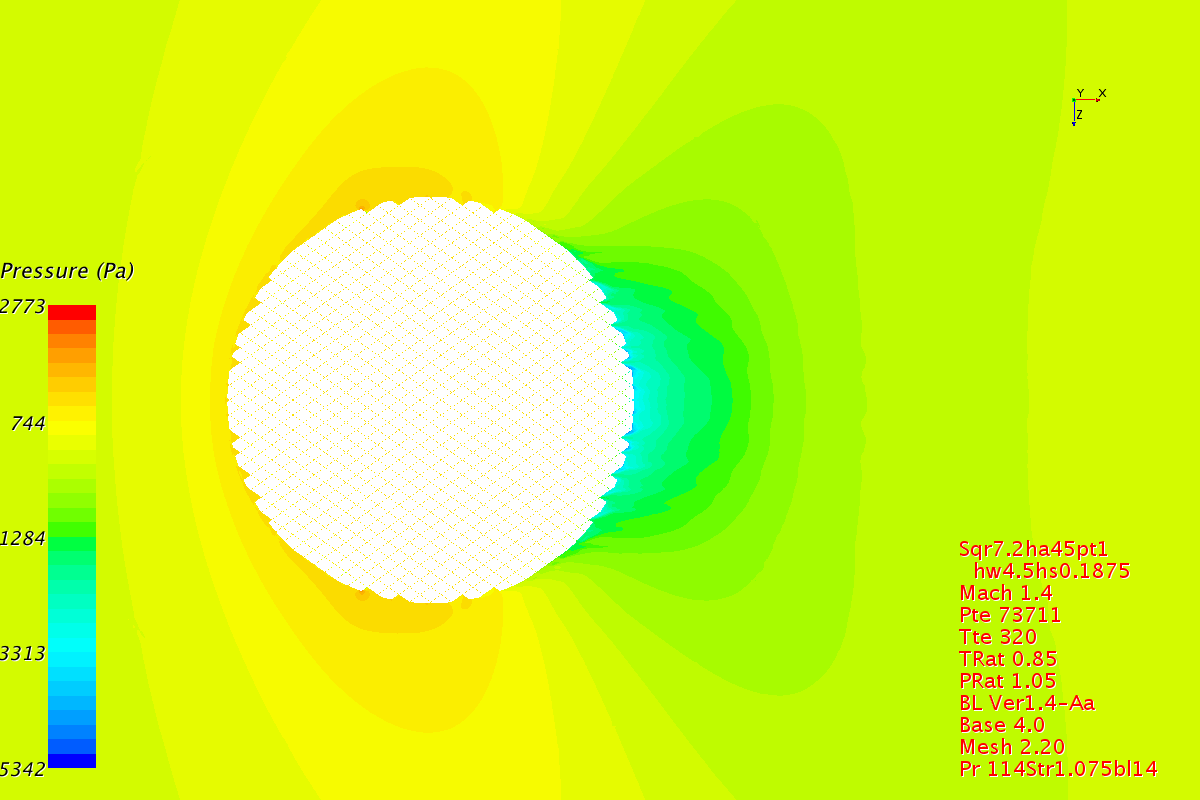 Y X
Z
Pressure (Pa)
2773
744
1284
3313
5342
Sqr7.2ha45pt1
hw4.5hs0.1875
Mach 1.4
Pte 73711
Tte 320
TRat 0.85
PRat 1.05
BL Ver1.4-Aa
Base 4.0
Mesh 2.20
Pr 114Str1.075bl14